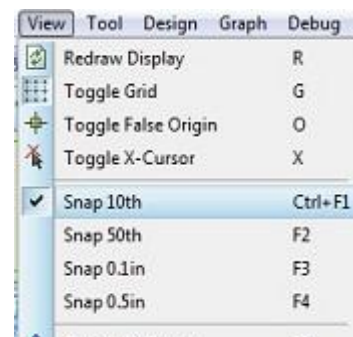 View Tool Design Graph Debug
Redraw Display R
Toggle Grid G
Toggle False Origin O
Toggle X-Cursor X
Snap 10th Ctrl+F1
Snap 50th F2
Snap 0.1in F3
Snap 0.5in F4